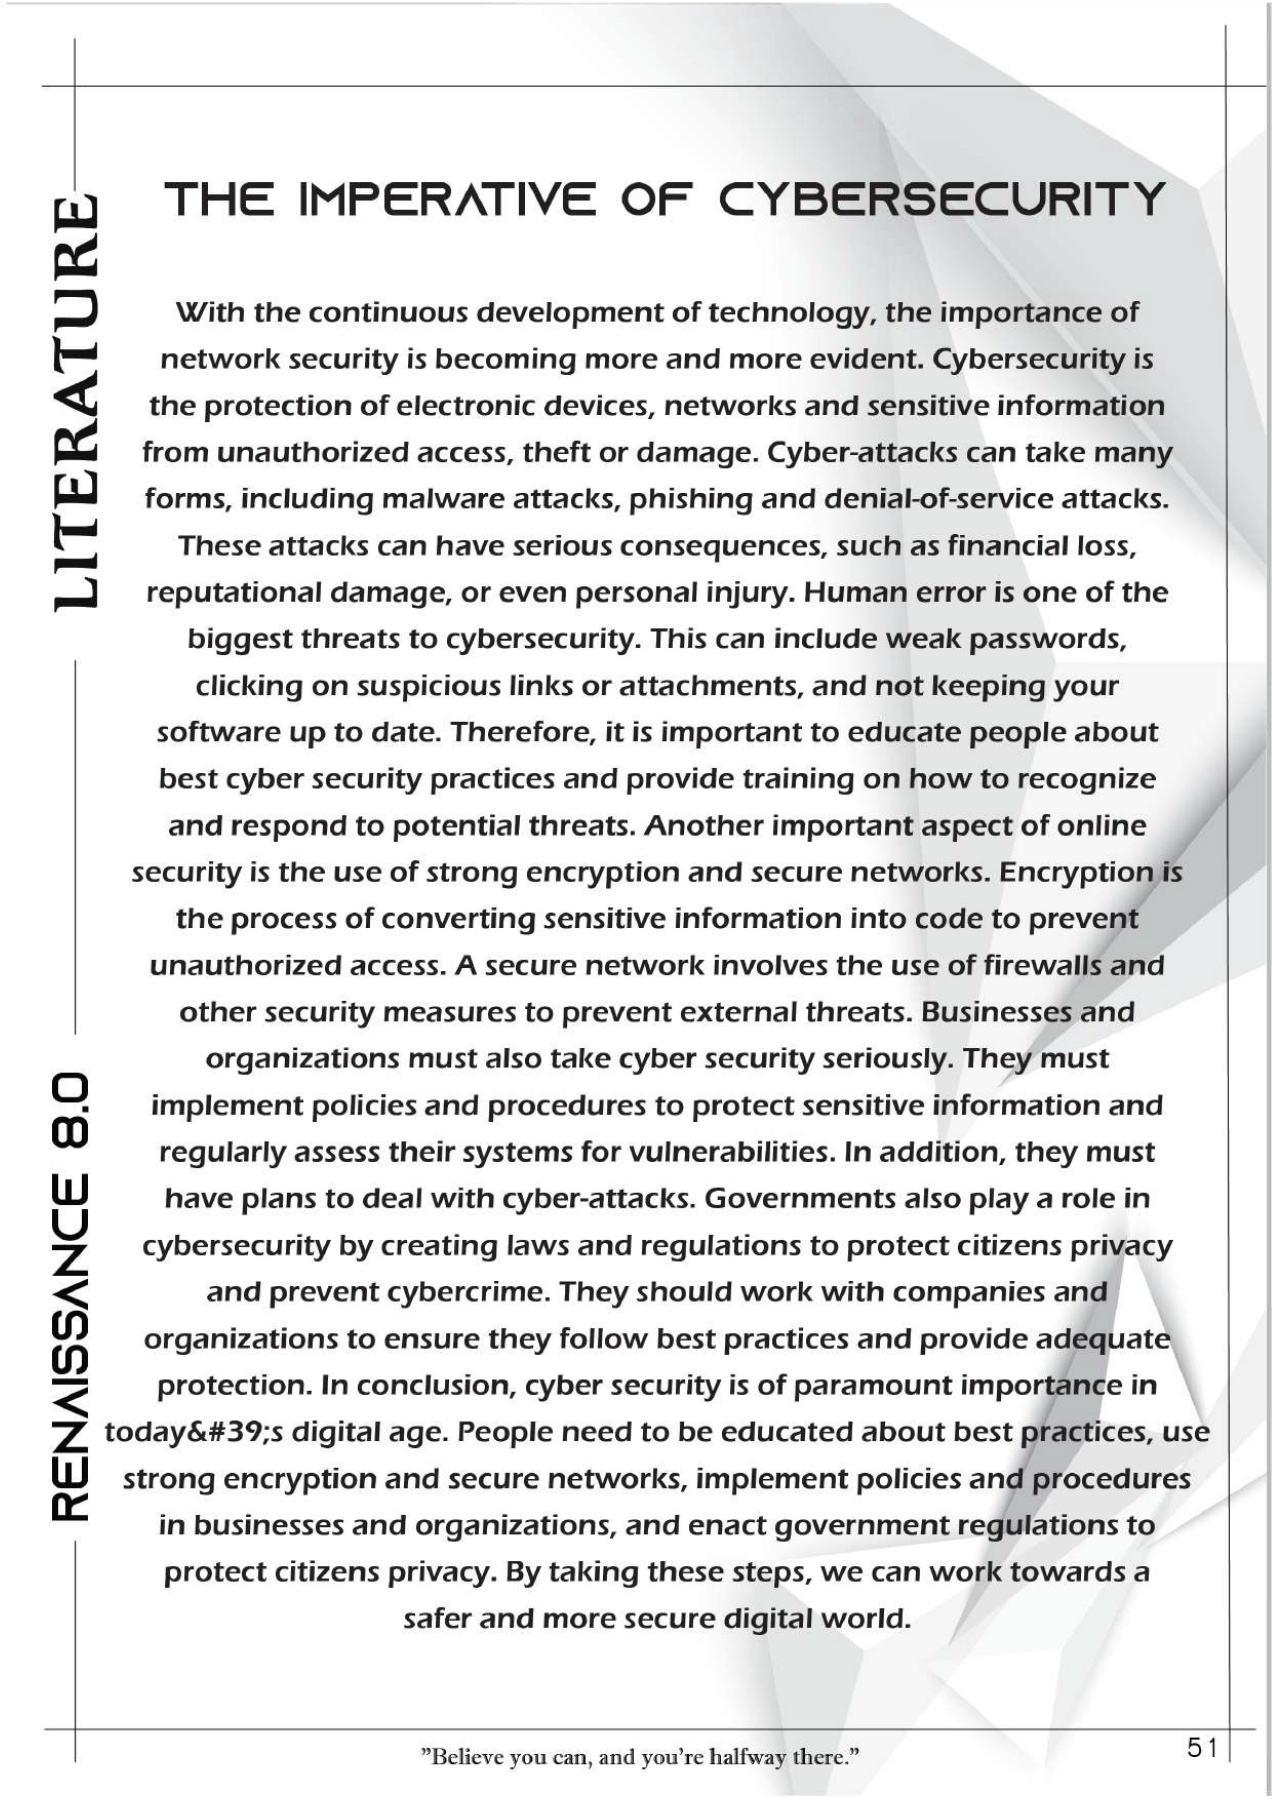 LITERATURE
RENAISSANCE 8.0
THE IMPERATIVE OF CYBERSECURITY
With the continuous development of technology, the importance of
network security is becoming more and more evident. Cybersecurity is
the protection of electronic devices, networks and sensitive information
from unauthorized access, theft or damage. Cyber-attacks can take many
forms, including malware attacks, phishing and denial-of-service attacks.
These attacks can have serious consequences, such as financial loss,
reputational damage, or even personal injury. Human error is one of the
biggest threats to cybersecurity. This can include weak passwords,
clicking on suspicious links or attachments, and not keeping your
software up to date. Therefore, it is important to educate people about
best cyber security practices and provide training on how to recognize
and respond to potential threats. Another important aspect of online
security is the use of strong encryption and secure networks. Encryption is
the process of converting sensitive information into code to prevent
unauthorized access. A secure network involves the use of firewalls and
other security measures to prevent external threats. Businesses and
organizations must also take cyber security seriously. They must
implement policies and procedures to protect sensitive information and
regularly assess their systems for vulnerabilities. In addition, they must
have plans to deal with cyber-attacks. Governments also play a role in
cybersecurity by creating laws and regulations to protect citizens privacy
and prevent cybercrime. They should work with companies and
organizations to ensure they follow best practices and provide adequate
protection. In conclusion, cyber security is of paramount importance in
today&#39;s digital age. People need to be educated about best practices, use
strong encryption and secure networks, implement policies and procedures
in businesses and organizations, and enact government regulations to
protect citizens privacy. By taking these steps, we can work towards a
safer and more secure digital world.
”Believe you can, and you’re halfway there.”
51